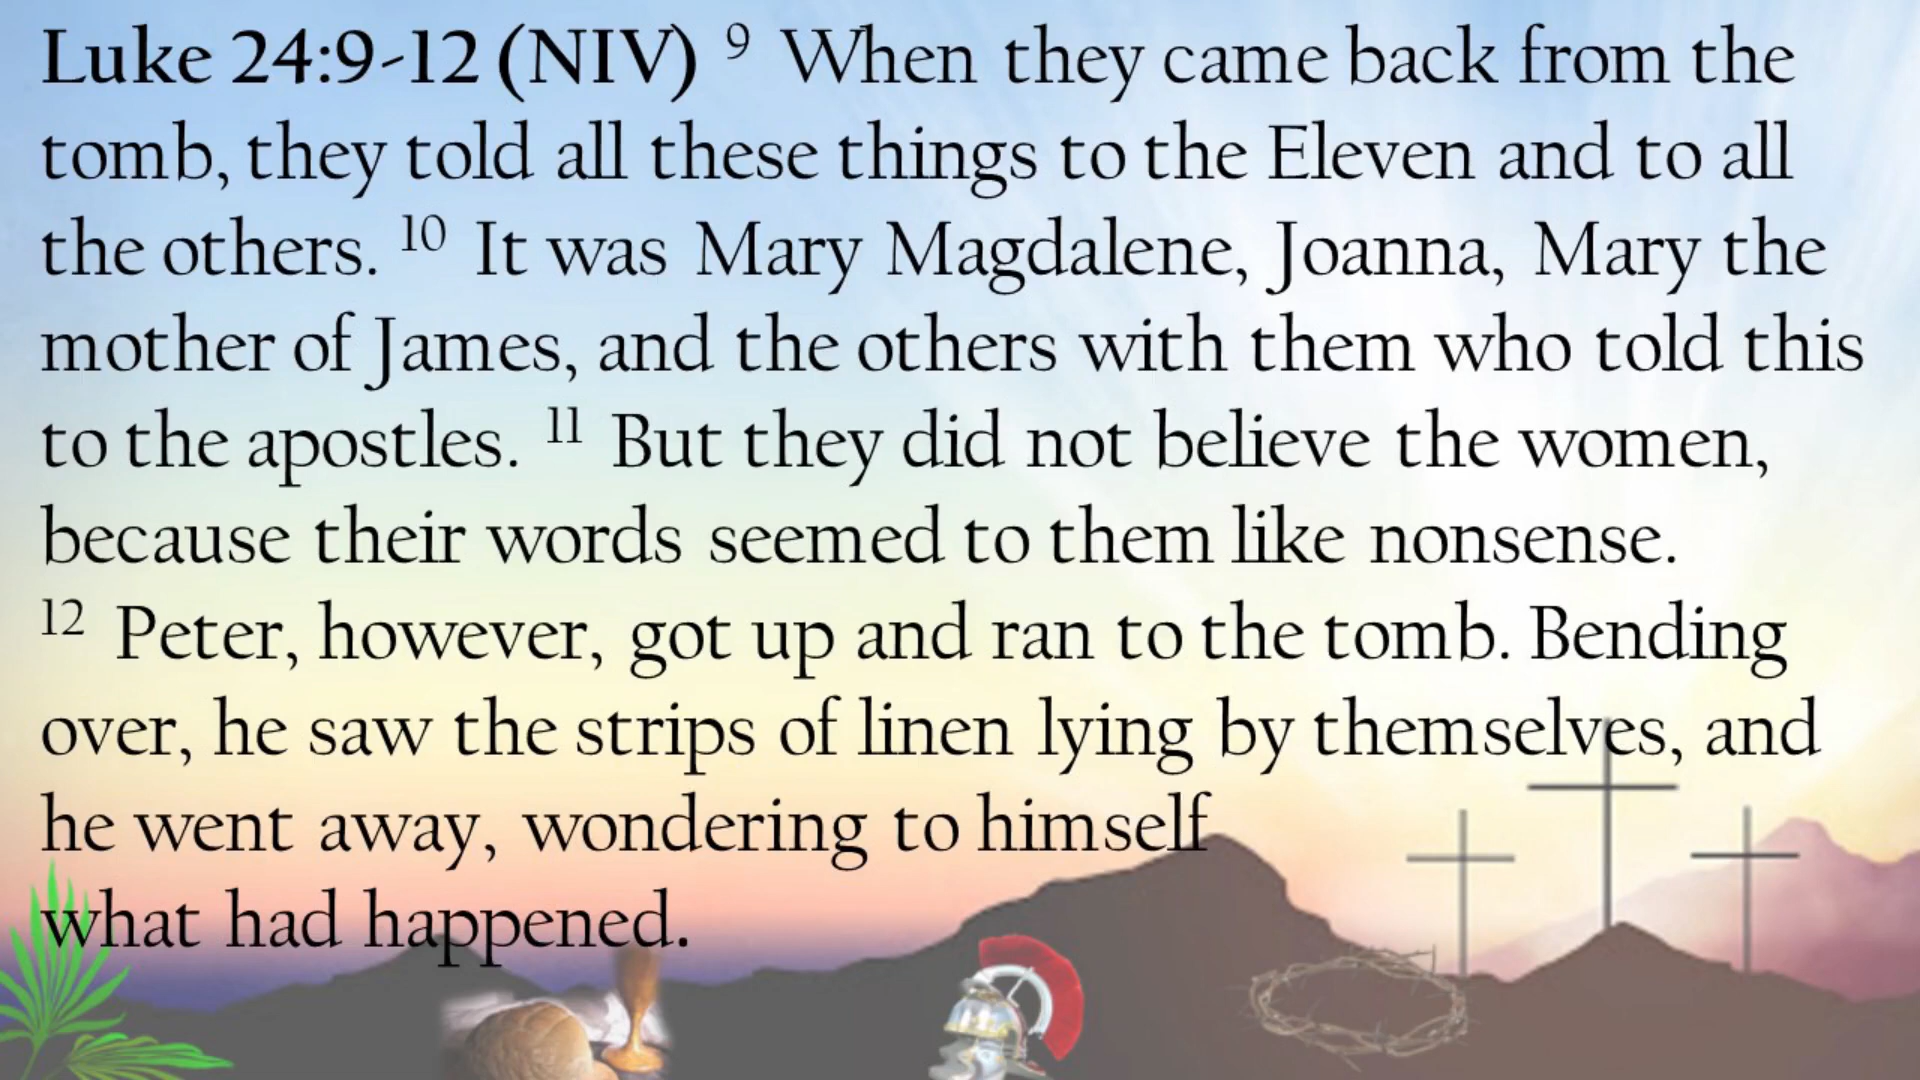 Luke 24:9-12 (NIV) 9 When they came back from the
tomb, they told all these things to the Eleven and to all
the others. 10 It was Mary Magdalene, Joanna, Mary the
mother of James, and the others with them who told this
to the apostles. 11 But they did not believe the women,
because their words seemed to them like nonsense.
12 Peter, however, got up and ran to the tomb. Bending
over, he saw the strips of linen lying by themselves, and
he went away, wondering to himself
what had happened.